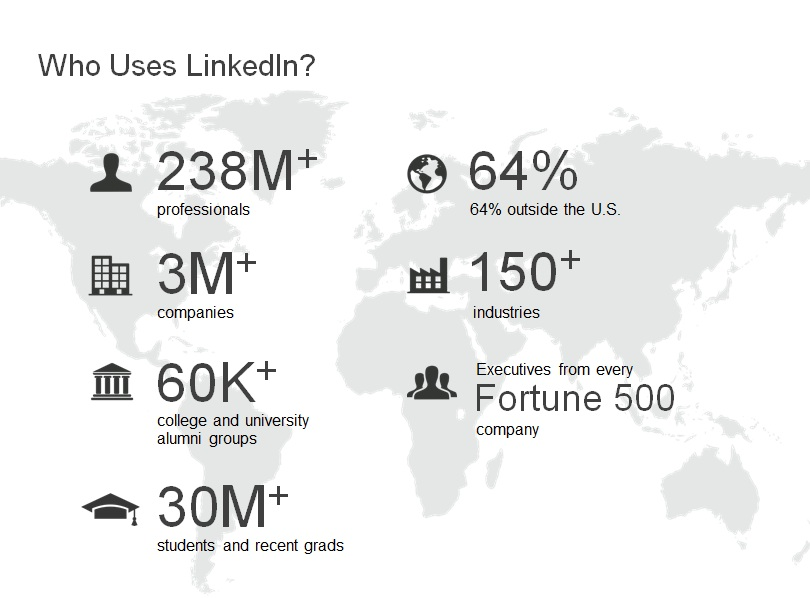 Who Uses LinkedIn?
238M+
professionals
3M+
companies
60K+
college and university
alumni groups
30M+
students and recent grads
64%
64% outside the U.S.
150+
industries
Executives from every
Fortune 500
company